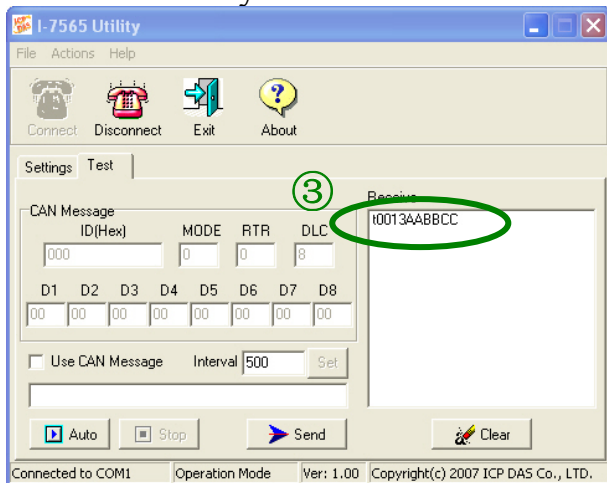 I-7565 Utility
File Actions Help
Connect Disconnect Exit About
Settings Test
③
CAN Message
ID(Hex) MODE RTR DLC
000 0 0 8
D1 D2 D3 D4 D5 D6 D7 D8
00 00 00 00 00 00 00 00
Use CAN Message Interval 500 Set
Auto Stop Send
Receive
t0013AABBCC
Clear
Connected to COM1 Operation Mode Ver: 1.00 Copyright(c) 2007 ICP DAS Co., LTD.